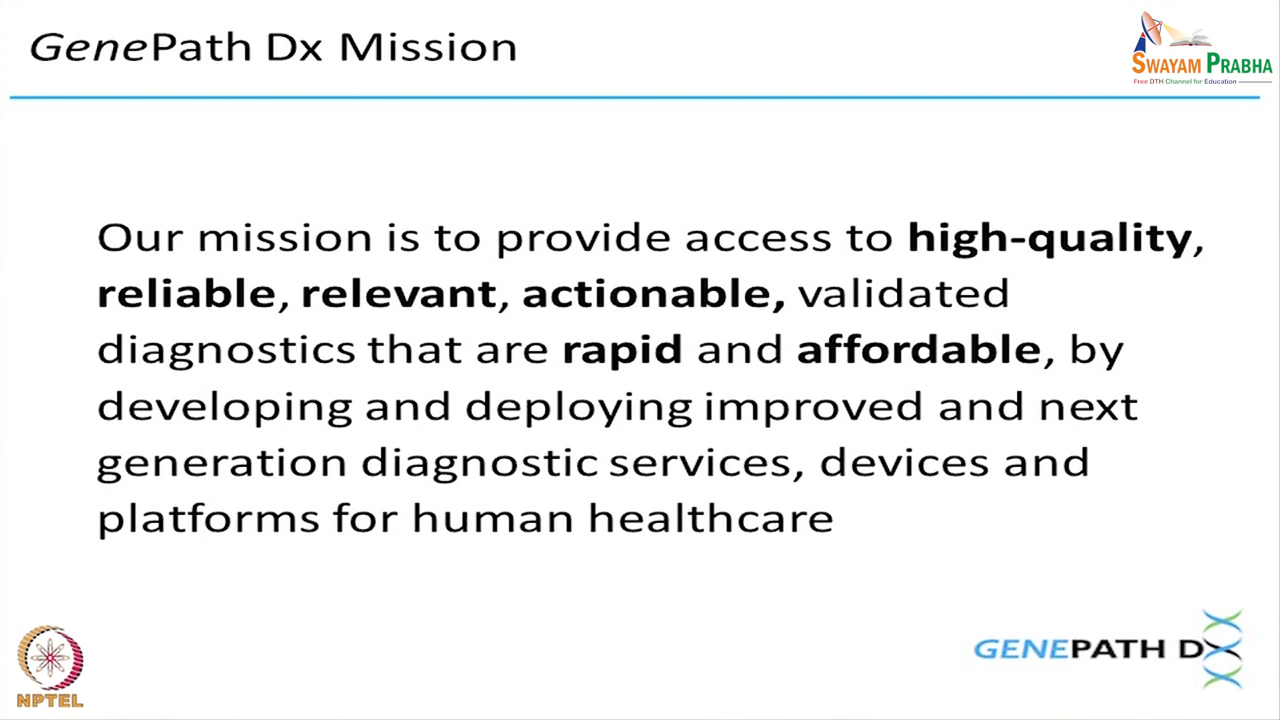 GenePath Dx Mission
SWAYAM PRABHA
Free DTH Channel for Education
Our mission is to provide access to high-quality,
reliable, relevant, actionable, validated
diagnostics that are rapid and affordable, by
developing and deploying improved and next
generation diagnostic services, devices and
platforms for human healthcare
NPTEL
GENEPATH DX